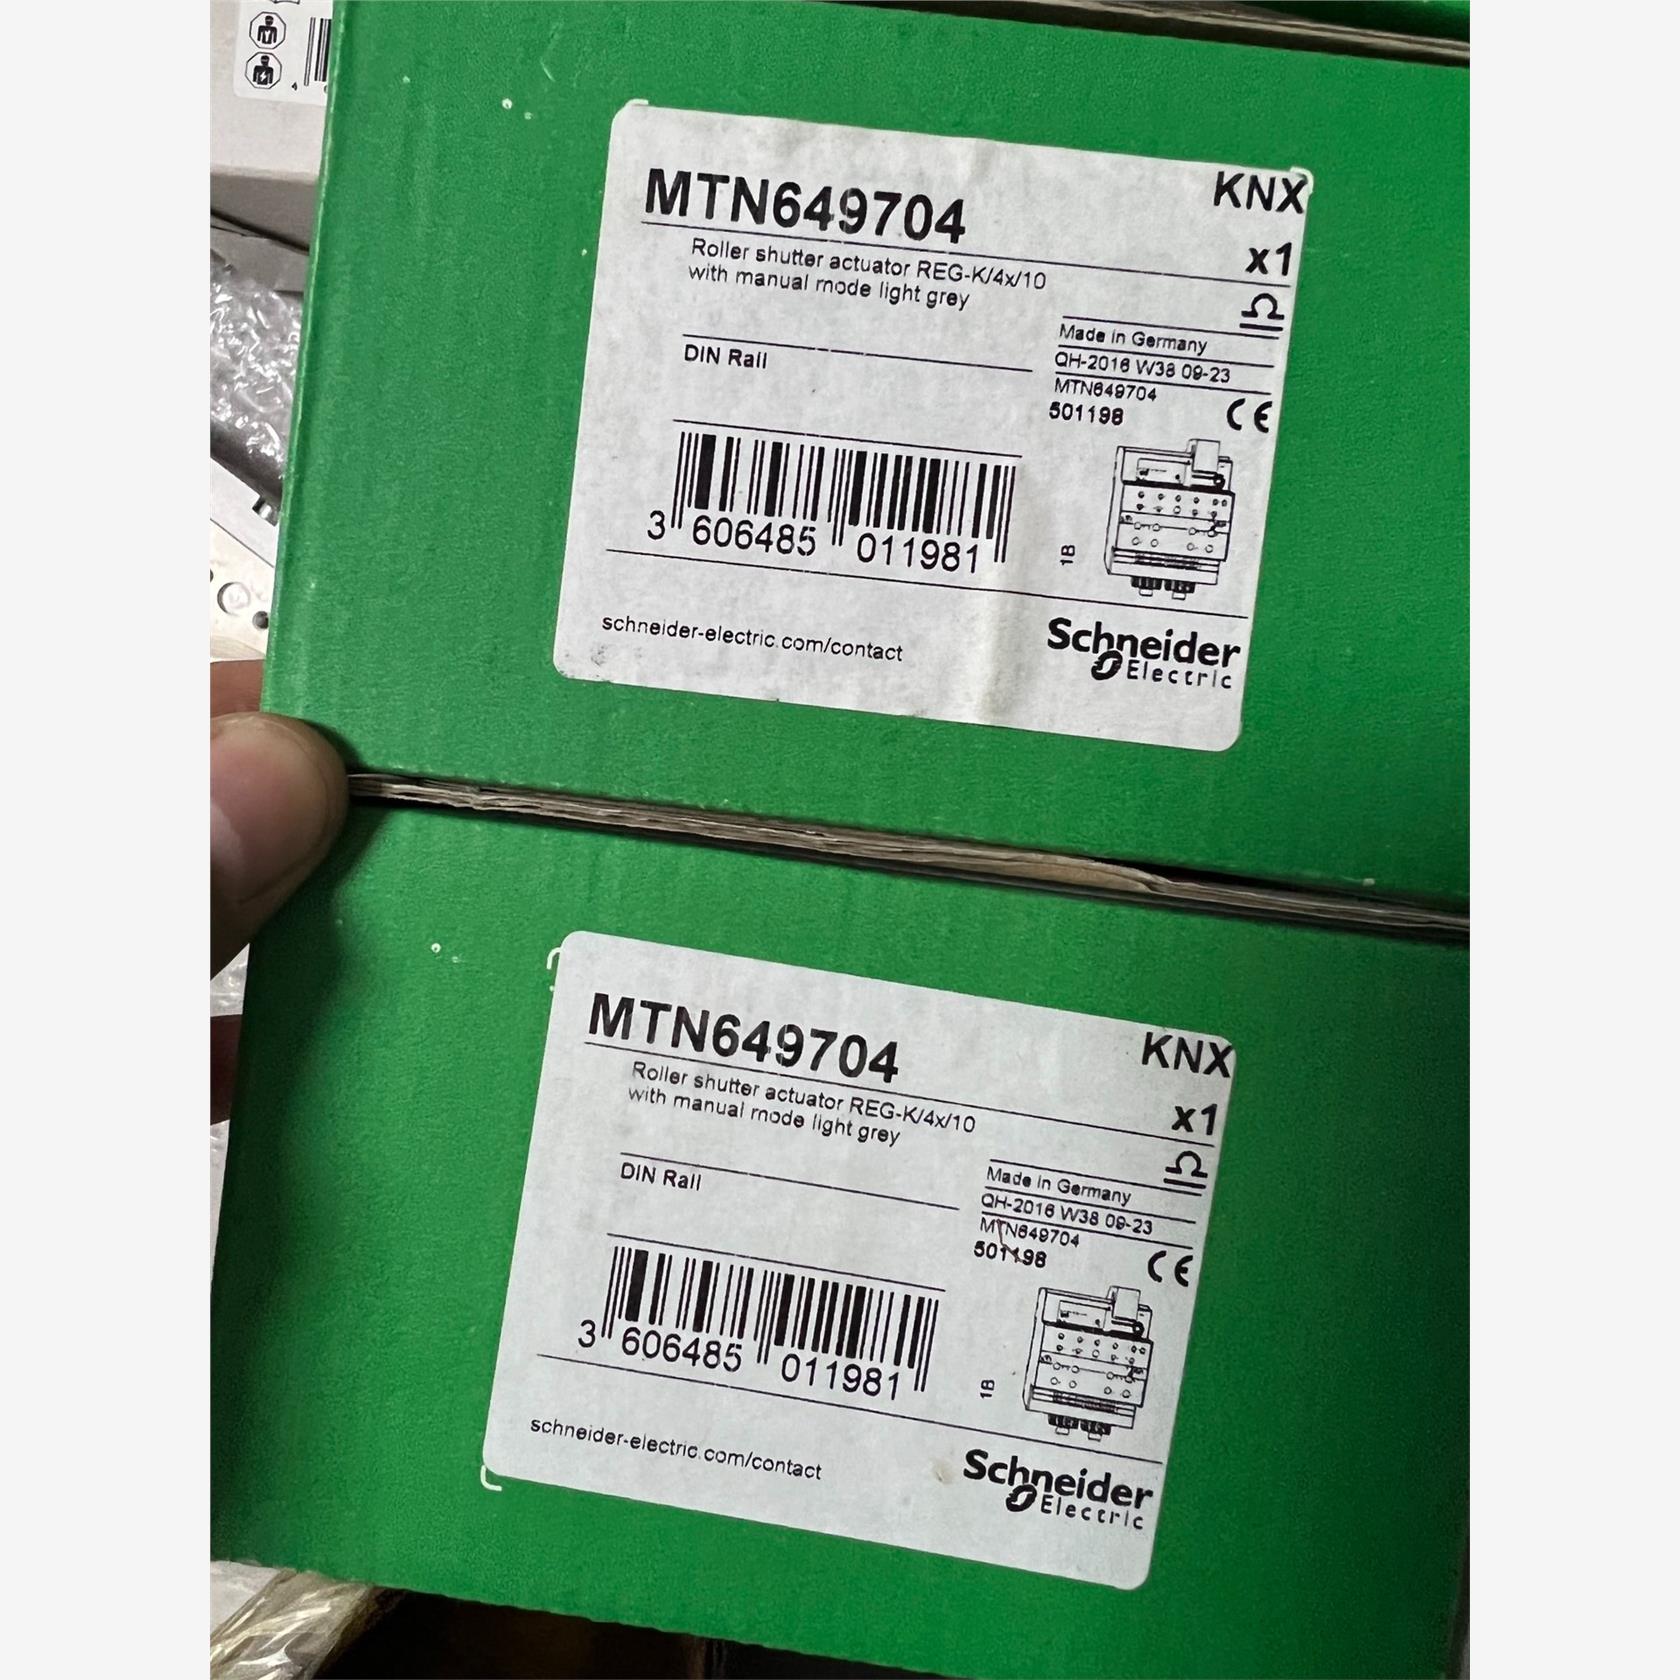 MTN649704
KNX
x1
Roller shutter actuator REG-K/4x/10
with manual mode light grey
DIN Rail
Made in Germany
QH-2016 W38 09-23
MTN649704
501198
CE
3 606485 011981
1B
schneider-electric.com/contact
Schneider
Electric
MTN649704
KNX
x1
Roller shutter actuator REG-K/4x/10
with manual mode light grey
DIN Rail
Made in Germany
QH-2016 W38 09-23
MTN649704
501198
CE
3 606485 011981
1B
schneider-electric.com/contact
Schneider
Electric